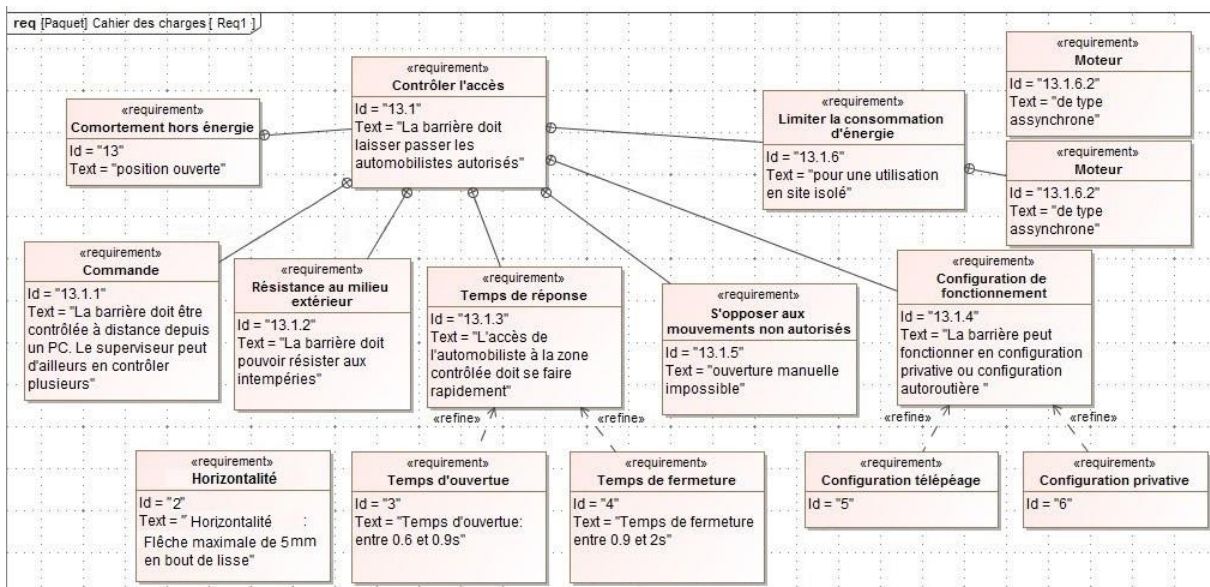 req [Paquet] Cahier des charges [ Req1 ]
«requirement»
Contrôler l'accès
Id = "13.1"
Text = "La barrière doit
laisser passer les
automobilistes autorisés"
«requirement»
Comortement hors énergie
Id = "13"
Text = "position ouverte"
«requirement»
Limiter la consommation
d'énergie
Id = "13.1.6"
Text = "pour une utilisation
en site isolé"
«requirement»
Moteur
Id = "13.1.6.2"
Text = "de type
assynchrone"
«requirement»
Moteur
Id = "13.1.6.2"
Text = "de type
assynchrone"
«requirement»
Commande
Id = "13.1.1"
Text = "La barrière doit être
contrôlée à distance depuis
un PC. Le superviseur peut
d'ailleurs en contrôler
plusieurs"
«requirement»
Résistance au milieu
extérieur
Id = "13.1.2"
Text = "La barrière doit
pouvoir résister aux
intempéries"
«requirement»
Temps de réponse
Id = "13.1.3"
Text = "L'accès de
l'automobiliste à la zone
contrôlée doit se faire
rapidement"
«requirement»
S'opposer aux
mouvements non autorisés
Id = "13.1.5"
Text = "ouverture manuelle
impossible"
«requirement»
Configuration de
fonctionnement
Id = "13.1.4"
Text = "La barrière peut
fonctionner en configuration
privative ou configuration
autoroutière "
«refine»
«refine»
«refine»
«refine»
«requirement»
Horizontalité
Id = "2"
Text = " Horizontalité :
Flêche maximale de 5mm
en bout de lisse"
«requirement»
Temps d'ouvertue
Id = "3"
Text = "Temps d'ouvertue:
entre 0.6 et 0.9s"
«requirement»
Temps de fermeture
Id = "4"
Text = "Temps de fermeture
entre 0.9 et 2s"
«requirement»
Configuration télépéage
Id = "5"
«requirement»
Configuration privative
Id = "6"